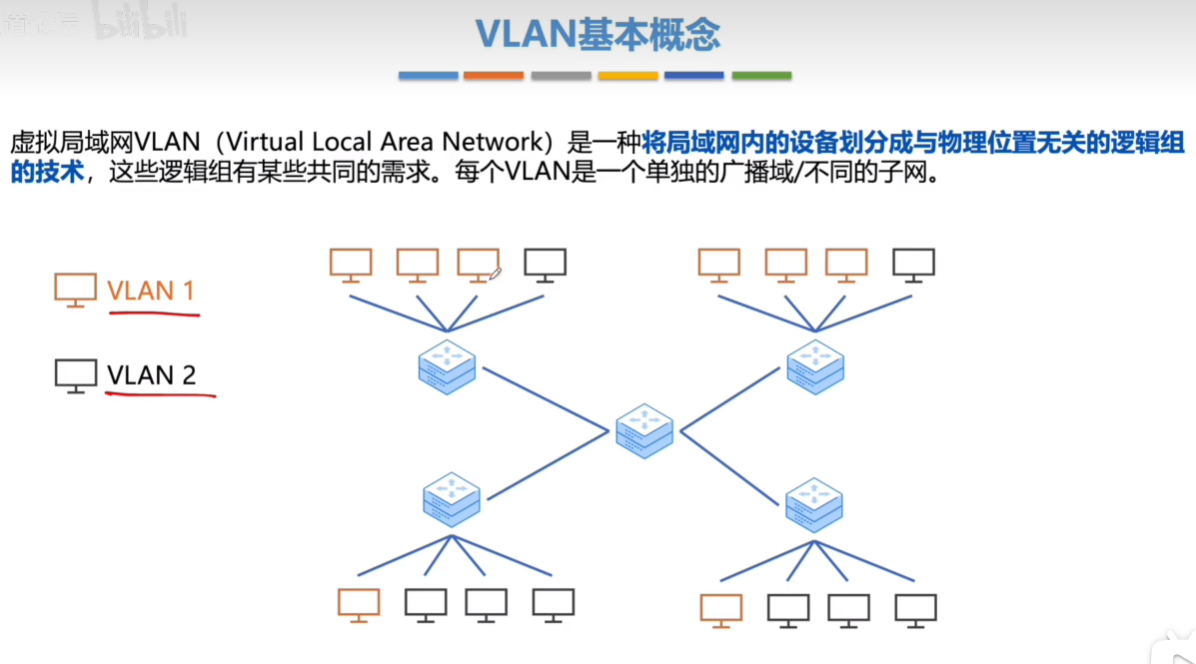 bilibili
VLAN基本概念
虚拟局域网VLAN（Virtual Local Area Network）是一种将局域网内的设备划分成与物理位置无关的逻辑组
的技术，这些逻辑组有某些共同的需求。每个VLAN是一个单独的广播域/不同的子网。
VLAN 1
VLAN 2